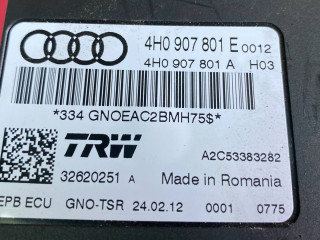 4H0 907 801 E 0012
4H0 907 801 A H03
*334 GNOEAC2BMH75$*
TRW
A2C53383282
32620251 A Made in Romania
EPB ECU GNO-TSR 24.02.12 0001 0775